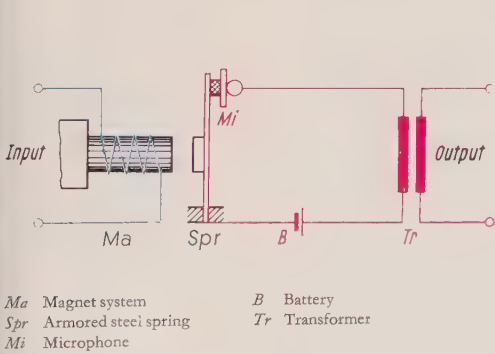 Mi
Input
Output
Ma Spr B Tr
Ma Magnet system
Spr Armored steel spring
Mi Microphone
B Battery
Tr Transformer